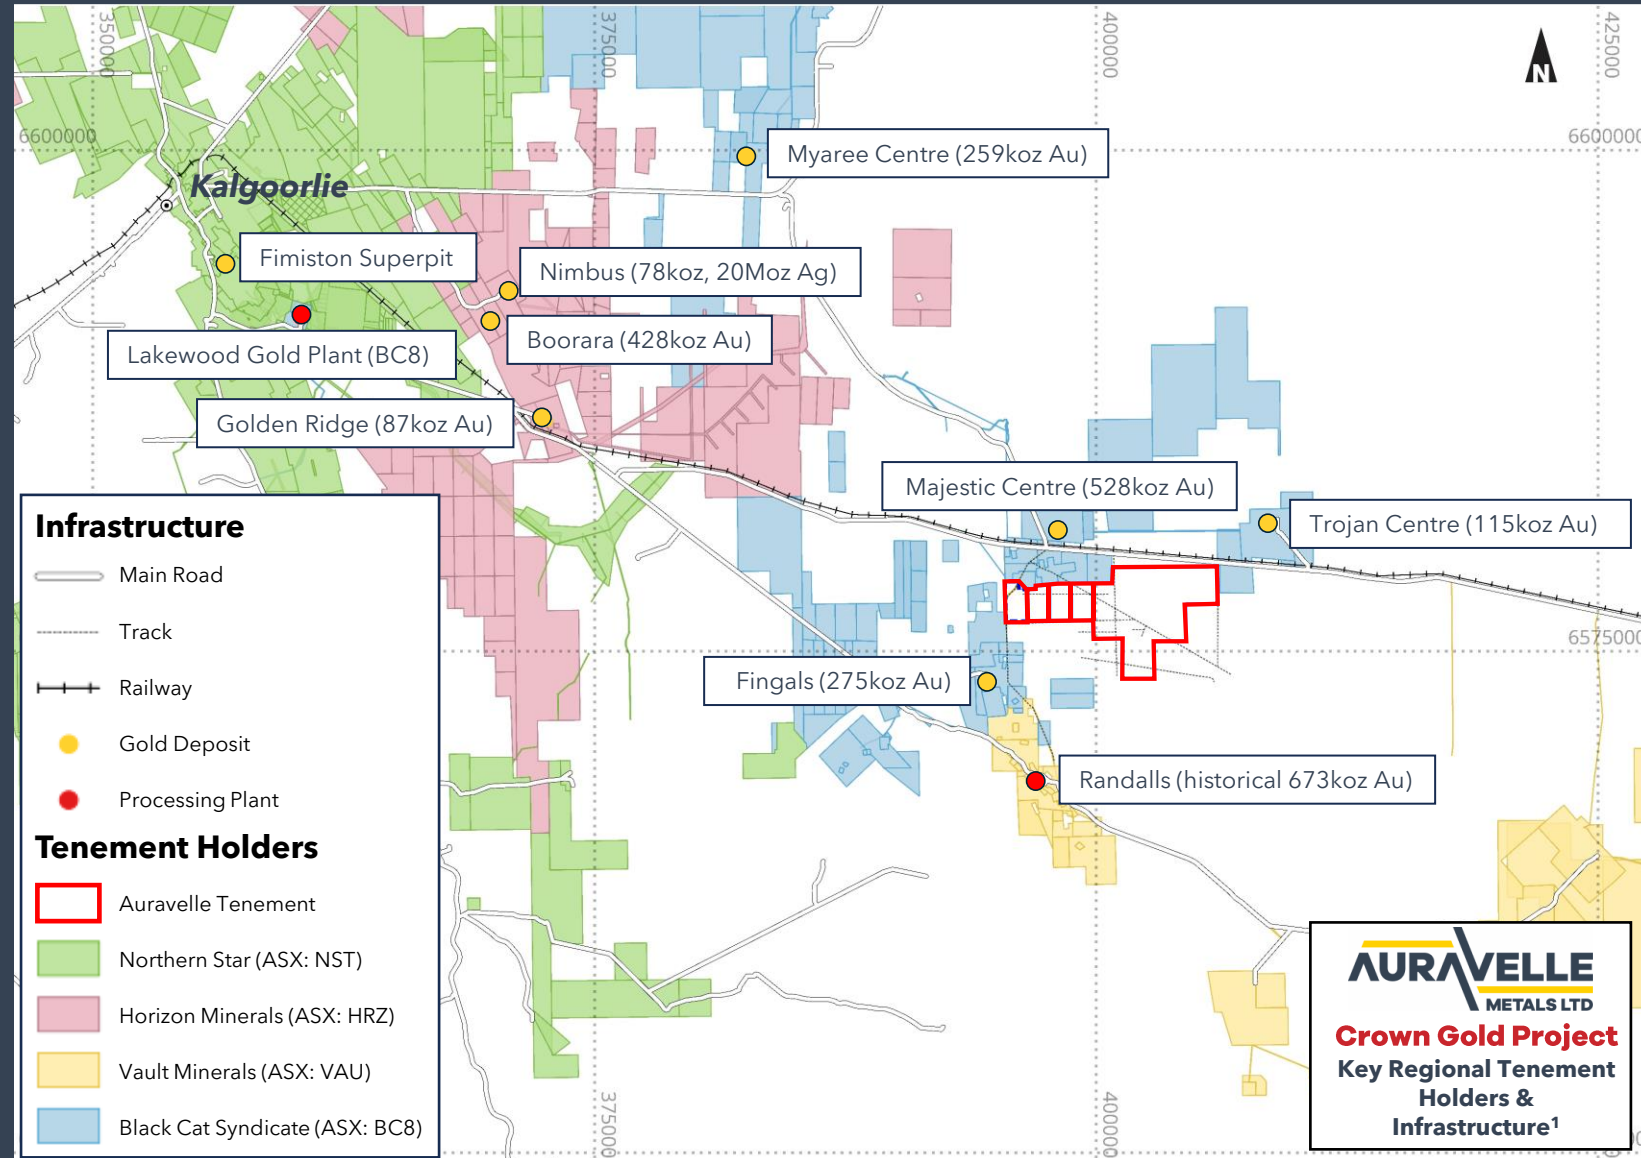 350000
375000
400000
425000
N
6600000
6600000
Myaree Centre (259koz Au)
Kalgoorlie
Fimiston Superpit
Nimbus (78koz, 20Moz Ag)
Boorara (428koz Au)
Lakewood Gold Plant (BC8)
Golden Ridge (87koz Au)
Majestic Centre (528koz Au)
Trojan Centre (115koz Au)
6575000
Fingals (275koz Au)
Randalls (historical 673koz Au)
Infrastructure
Main Road
Track
Railway
Gold Deposit
Processing Plant
Tenement Holders
Auravelle Tenement
Northern Star (ASX: NST)
Horizon Minerals (ASX: HRZ)
Vault Minerals (ASX: VAU)
Black Cat Syndicate (ASX: BC8)
375000
400000
AURAVELLE
METALS LTD
Crown Gold Project
Key Regional Tenement
Holders &
Infrastructure¹